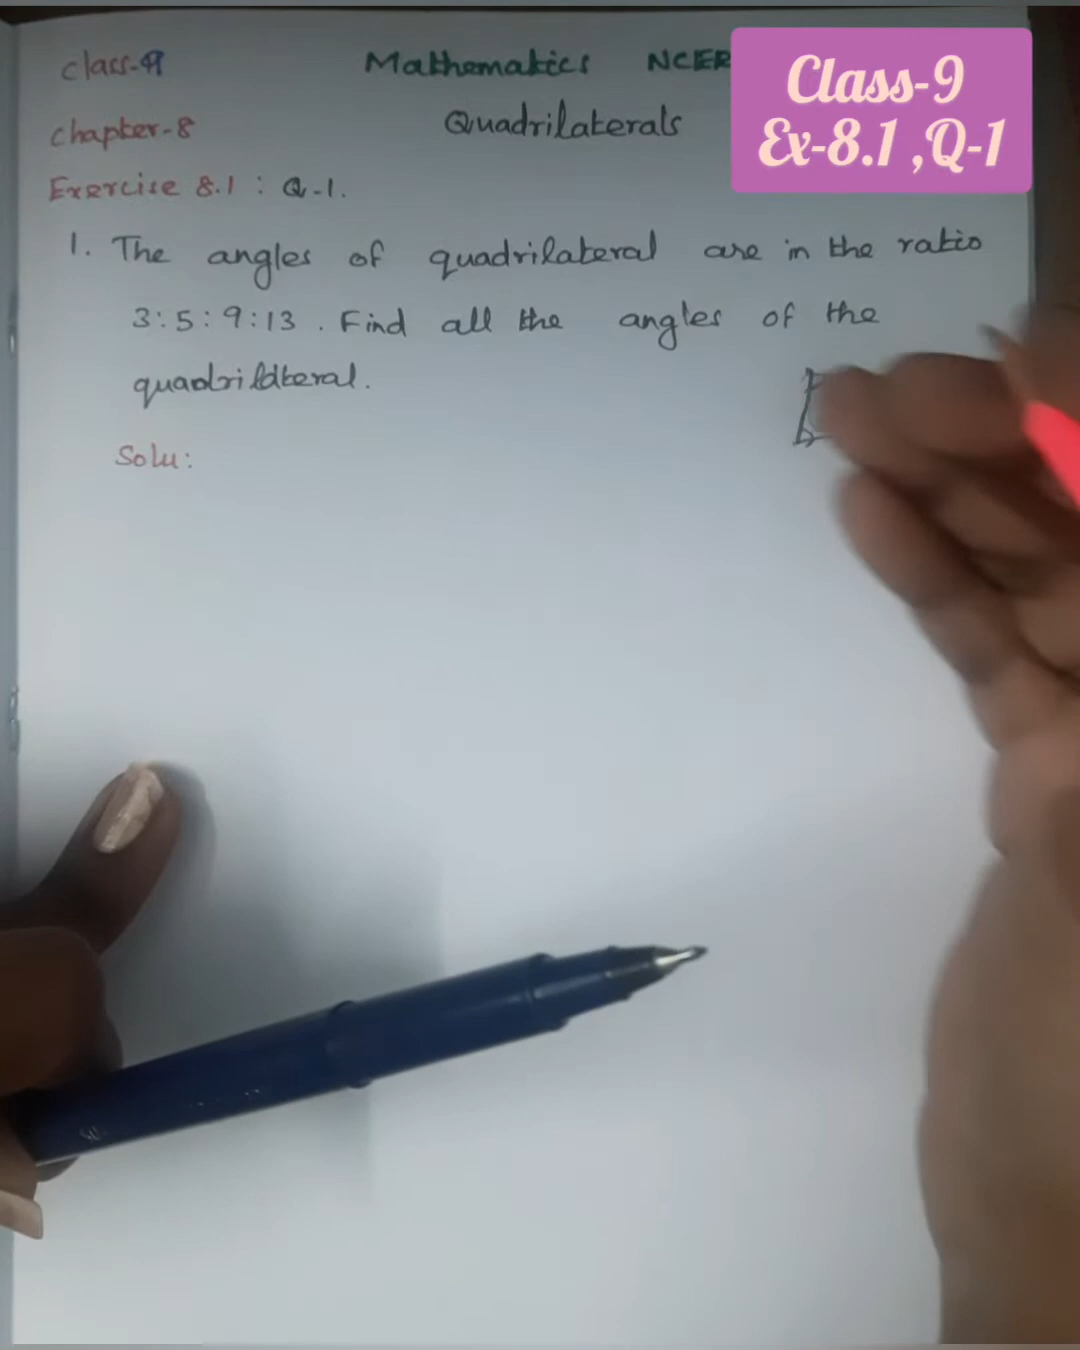 Class-9
Mathematics NCER
Class-9
Ex-8.1 ,Q-1
Chapter-8
Quadrilaterals
Exercise 8.1 : Q-1.
1. The angles of quadrilateral are in the ratio
3:5:9:13 . Find all the angles of the
quadrilateral.
Solu: